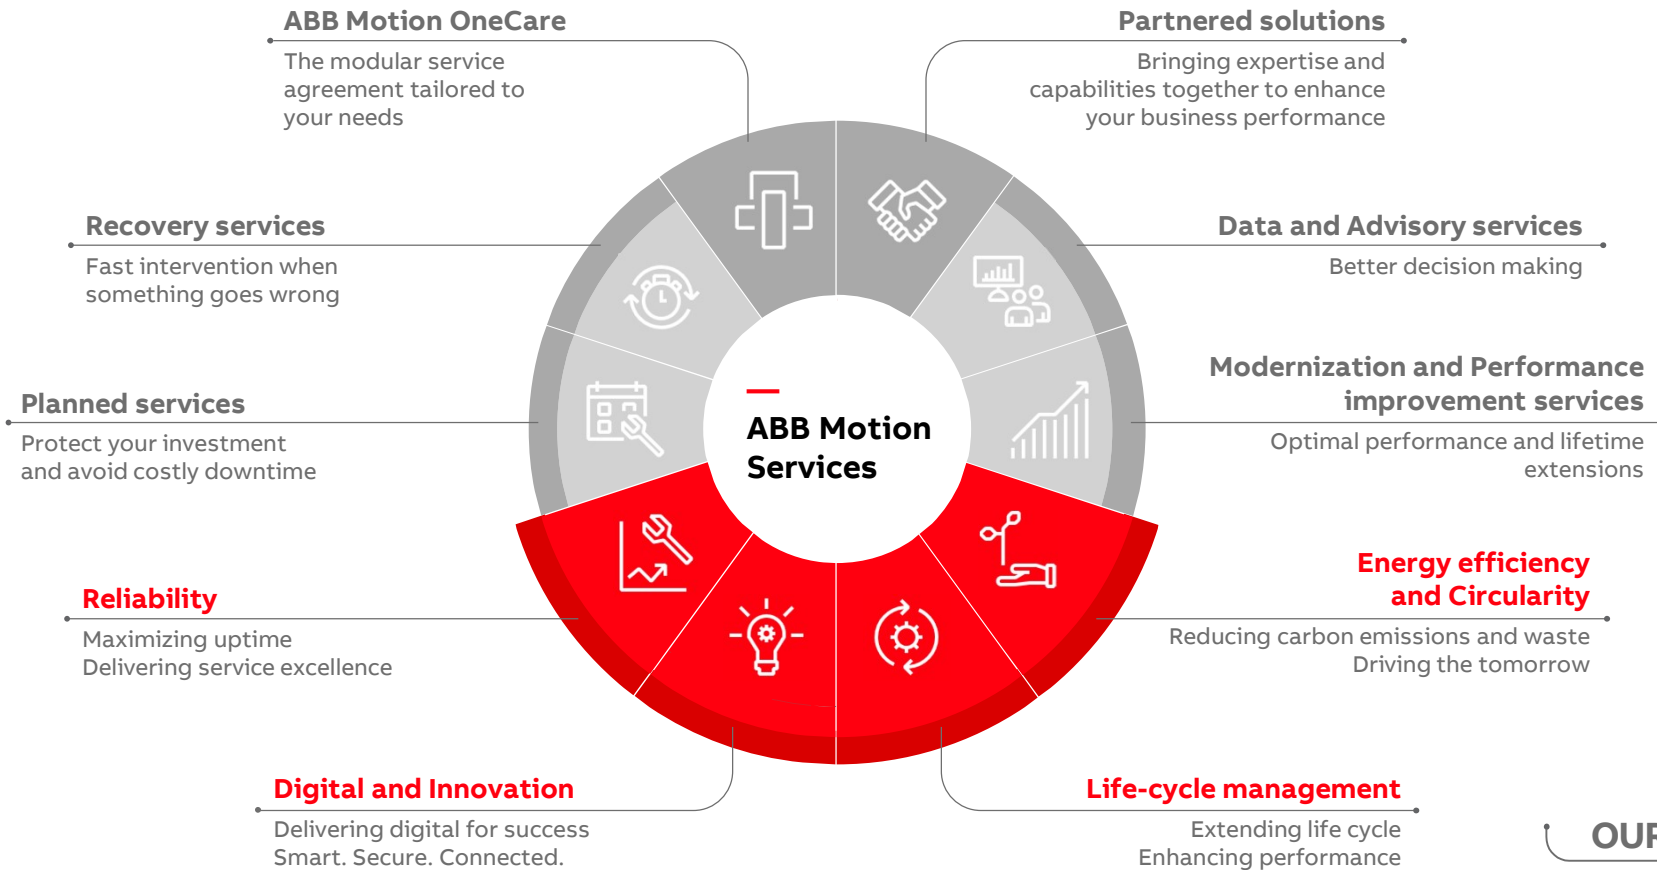 ABB Motion OneCare
The modular service
agreement tailored to
your needs
Partnered solutions
Bringing expertise and
capabilities together to enhance
your business performance
Recovery services
Fast intervention when
something goes wrong
Data and Advisory services
Better decision making
Planned services
Protect your investment
and avoid costly downtime
Modernization and Performance
improvement services
Optimal performance and lifetime
extensions
ABB Motion
Services
Reliability
Maximizing uptime
Delivering service excellence
Energy efficiency
and Circularity
Reducing carbon emissions and waste
Driving the tomorrow
Digital and Innovation
Delivering digital for success
Smart. Secure. Connected.
Life-cycle management
Extending life cycle
Enhancing performance
OUR